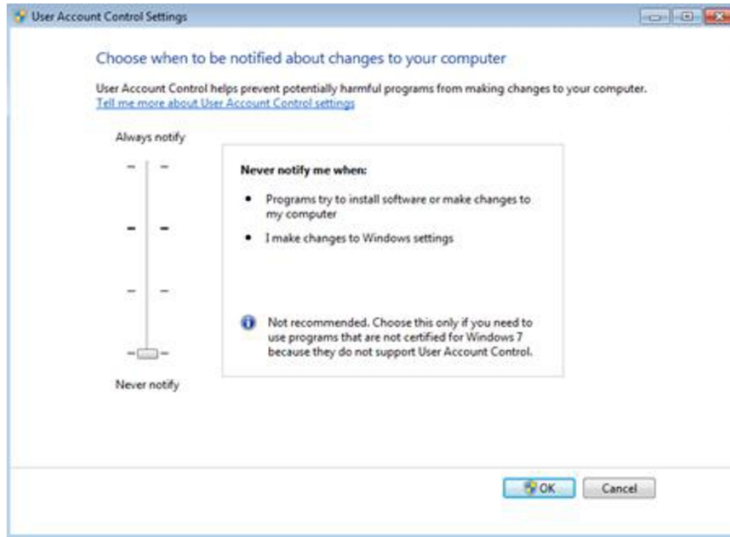 User Account Control Settings
Choose when to be notified about changes to your computer
User Account Control helps prevent potentially harmful programs from making changes to your computer.
Tell me more about User Account Control settings
Always notify
Never notify me when:
• Programs try to install software or make changes to
my computer
• I make changes to Windows settings
Not recommended. Choose this only if you need to
use programs that are not certified for Windows 7
because they do not support User Account Control.
Never notify
OK
Cancel